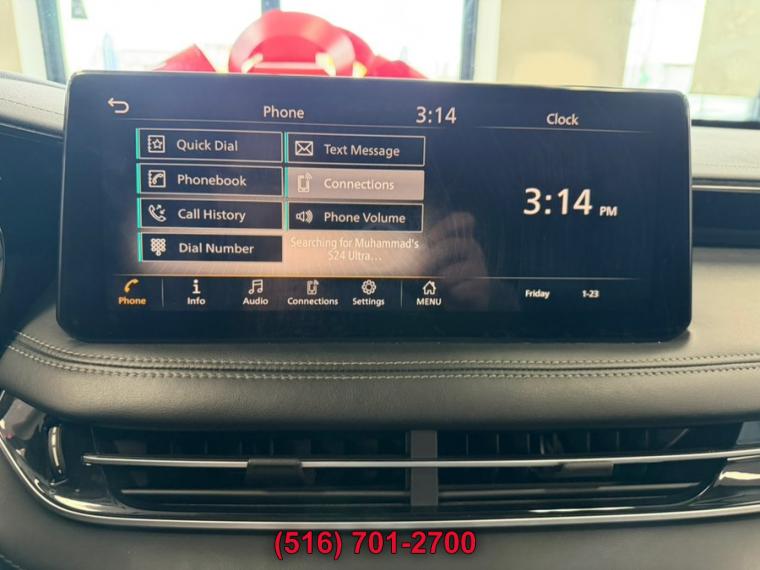 Phone
3:14
Clock
Quick Dial
Text Message
Phonebook
Connections
Call History
Phone Volume
Dial Number
Searching for Muhammad's
S24 Ultra...
3:14 PM
Phone
Info
Audio
Connections
Settings
MENU
Friday
1-23
(516) 701-2700